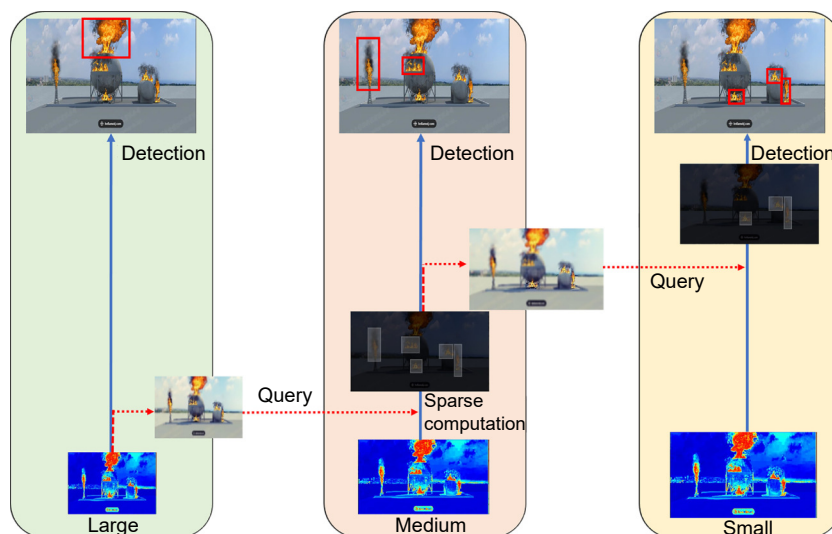 Detection
Detection
Detection
Query
Query
Sparse
computation
Large
Medium
Small